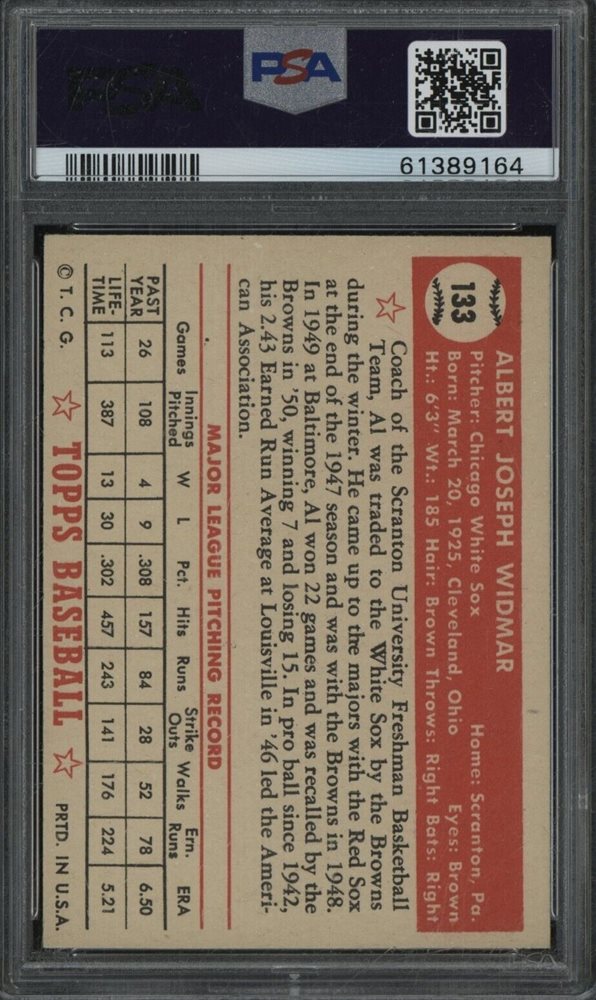 PSA
PSA
61389164
133
ALBERT JOSEPH WIDMAR
Pitcher: Chicago White Sox Home: Scranton, Pa.
Born: March 20, 1925, Cleveland, Ohio Eyes: Brown
Ht.: 6'3" Wt.: 185 Hair: Brown Throws: Right Bats: Right
Coach of the Scranton University Freshman Basketball
Team, Al was traded to the White Sox by the Browns
during the winter. He came up to the majors with the Red Sox
at the end of the 1947 season and was with the Browns in 1948.
In 1949 at Baltimore, Al won 22 games and was recalled by the
Browns in '50, winning 7 and losing 15. In pro ball since 1942,
his 2.43 Earned Run Average at Louisville in '46 led the Ameri-
can Association.
MAJOR LEAGUE PITCHING RECORD
Games Innings Pitched W L Pct. Hits Runs Strike Outs Walks Ern. Runs ERA
PAST YEAR 26 108 4 9 .308 157 84 28 52 78 6.50
LIFE-TIME 113 387 13 30 .302 457 243 141 176 224 5.21
© T. C. G. TOPPS BASEBALL PRTD. IN U.S.A.